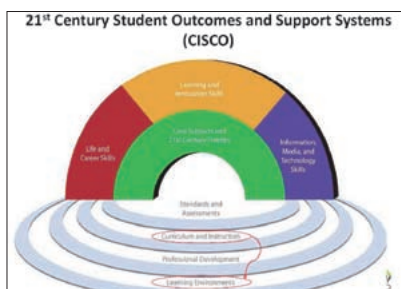 21st Century Student Outcomes and Support Systems
(CISCO)
Learning and
Innovation Skills
Core Subjects and
21st Century Themes
Life and
Career Skills
Information,
Media, and
Technology
Skills
Standards and
Assessments
Curriculum and Instruction
Professional Development
Learning Environments